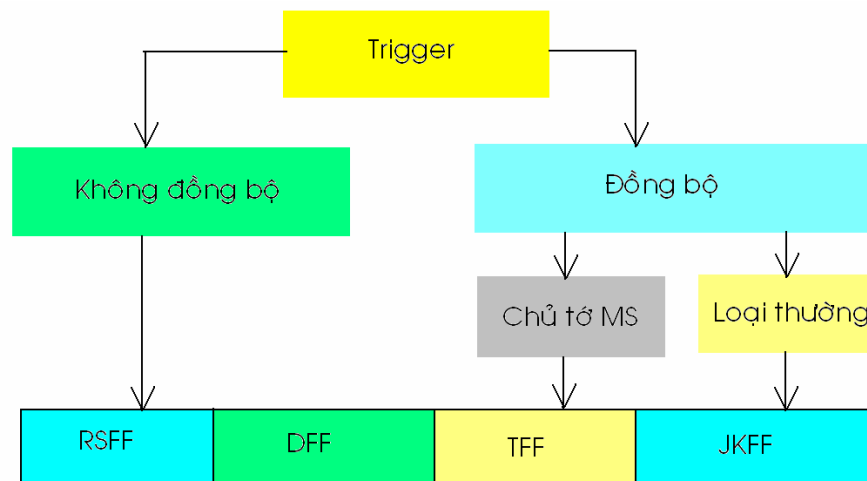 Trigger
Không đồng bộ
Đồng bộ
Chủ tớ MS
Loại thường
RSFF
DFF
TFF
JKFF